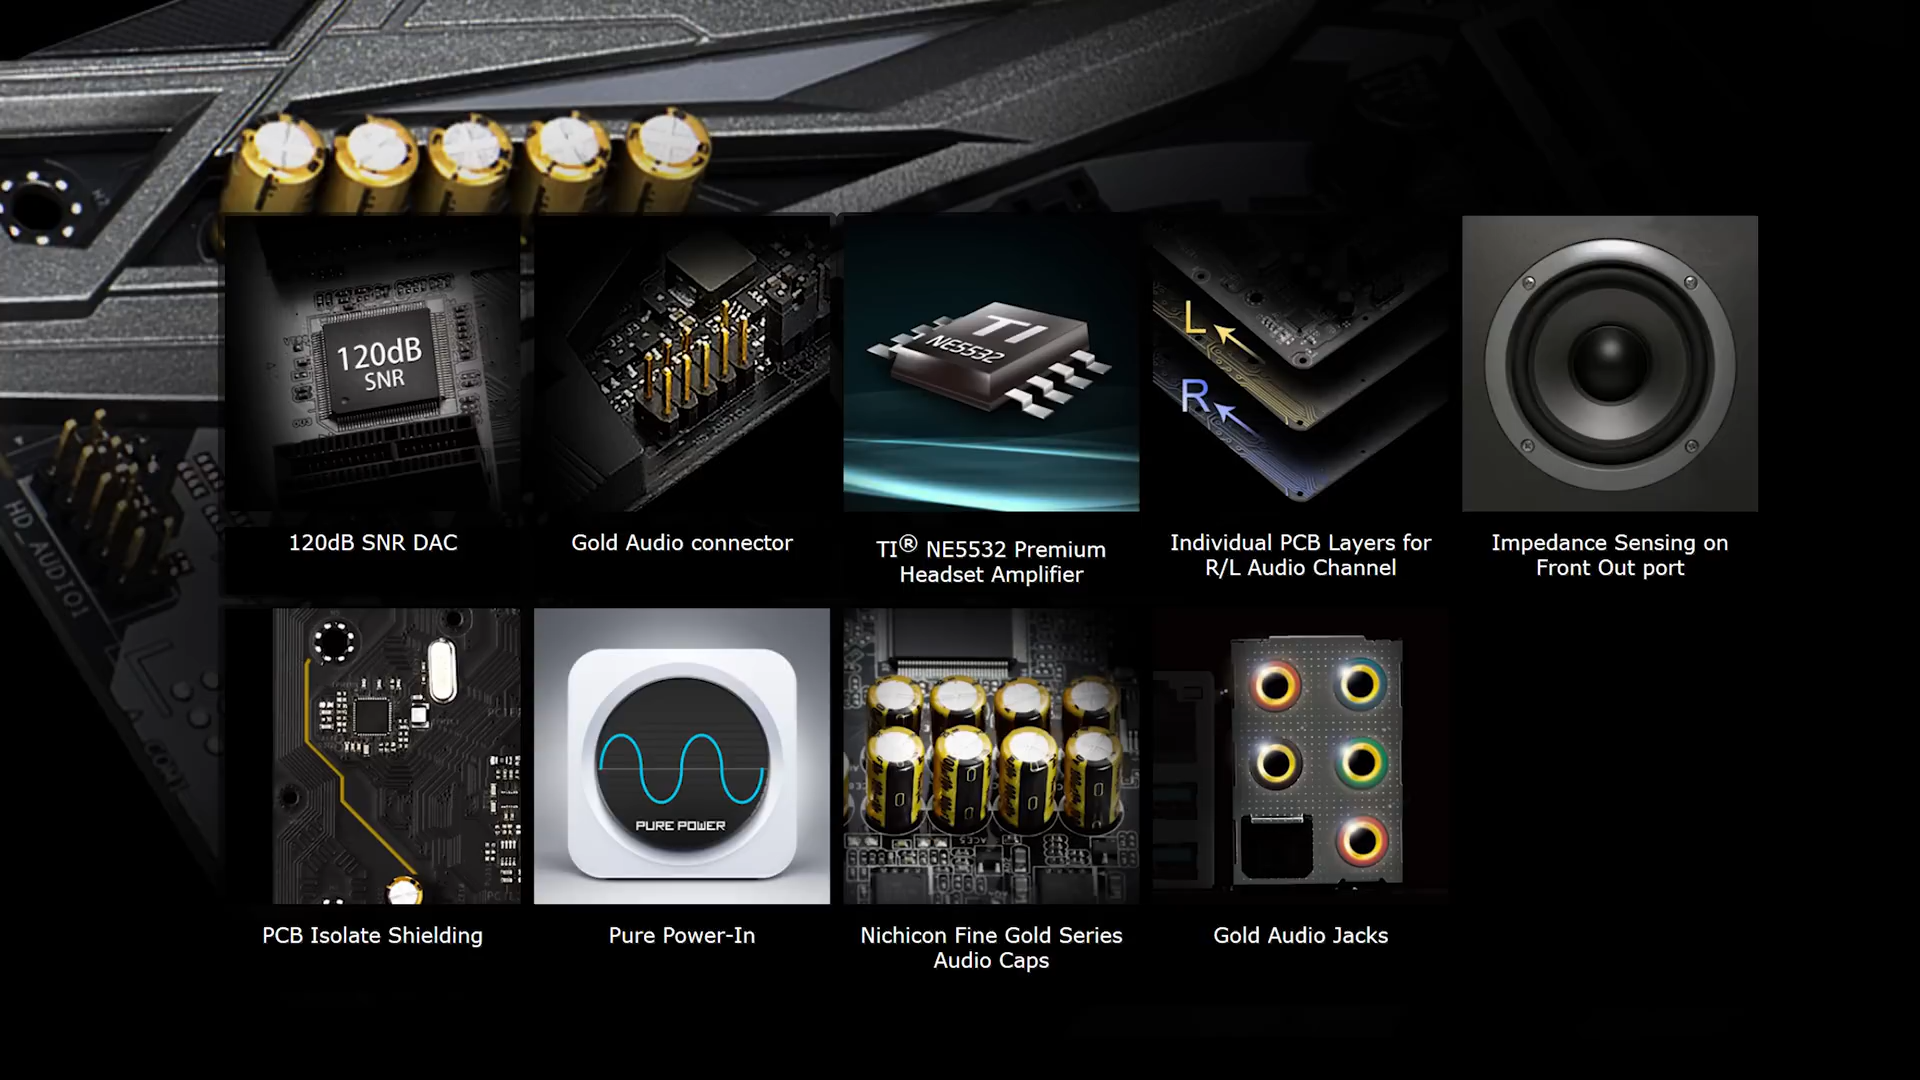 120dB
SNR
TI
NE5532
L
R
120dB SNR DAC
Gold Audio connector
TI® NE5532 Premium
Headset Amplifier
Individual PCB Layers for
R/L Audio Channel
Impedance Sensing on
Front Out port
HD_AUDIO1
PURE POWER
PCB Isolate Shielding
Pure Power-In
Nichicon Fine Gold Series
Audio Caps
Gold Audio Jacks